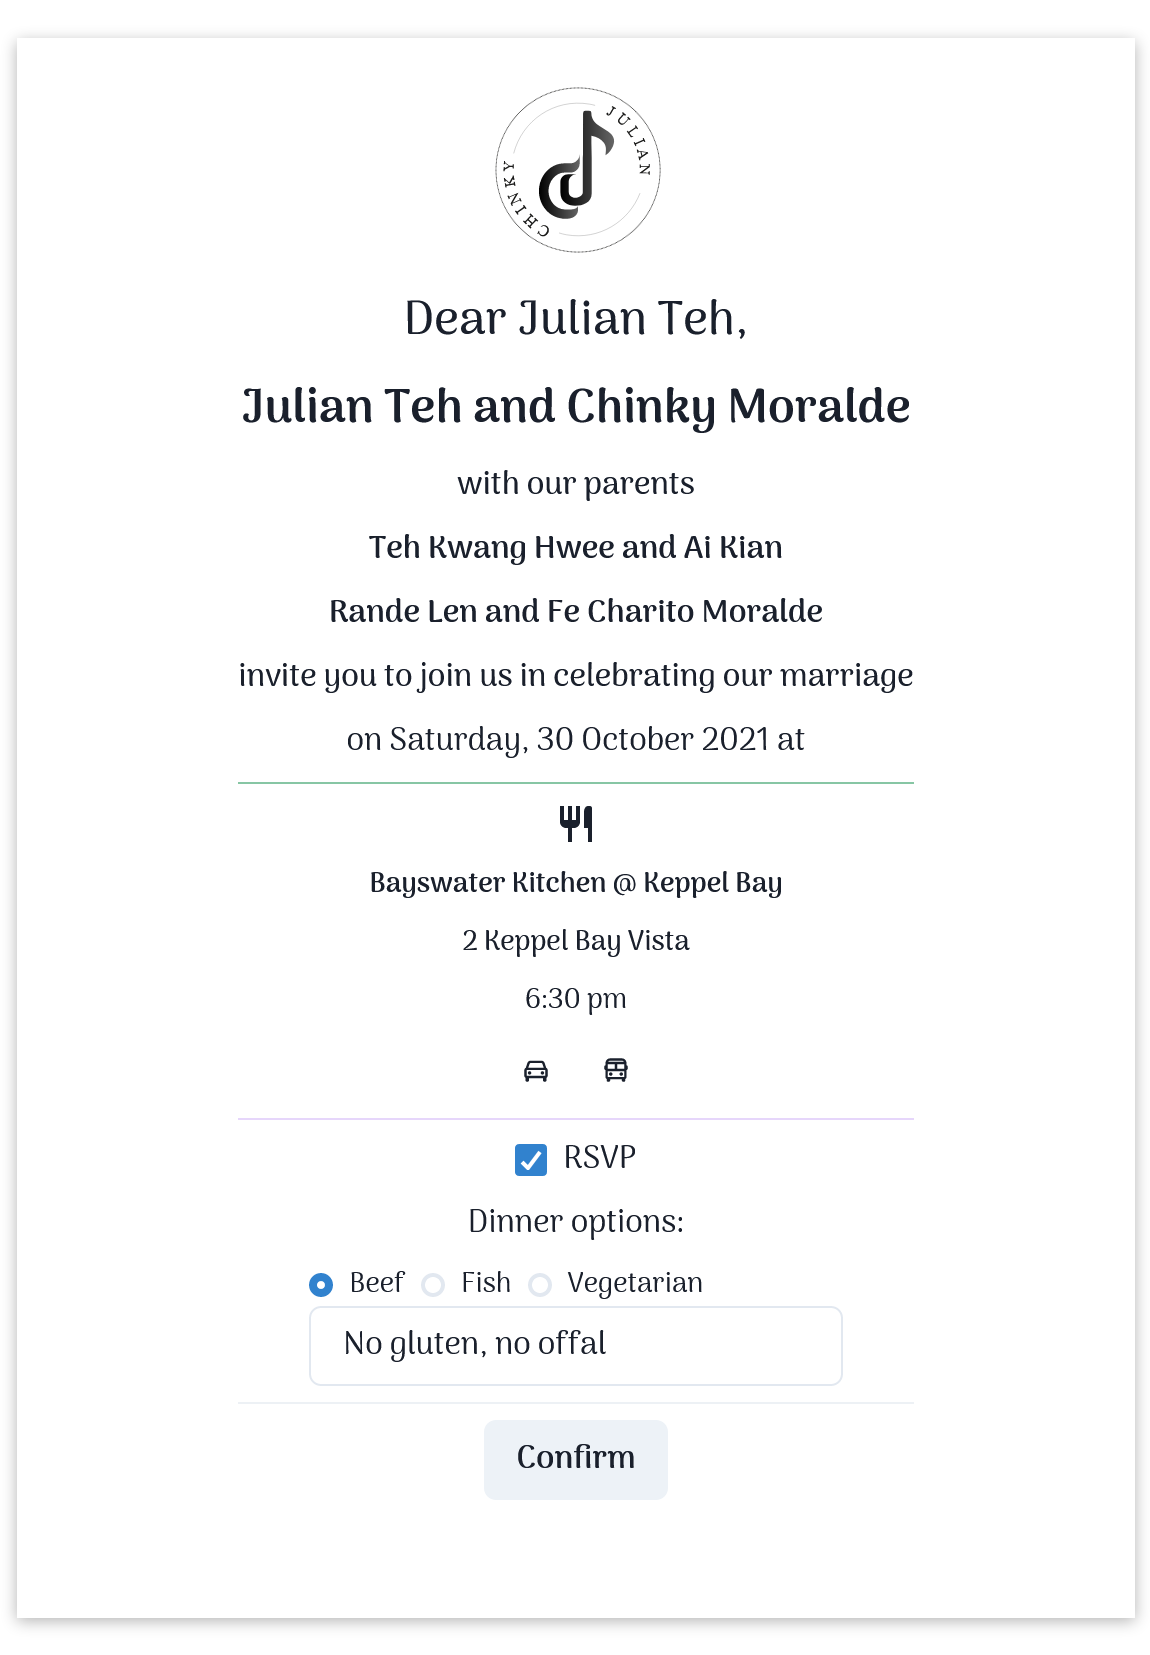 JULIAN
CHINKY
Dear Julian Teh,
Julian Teh and Chinky Moralde
with our parents
Teh Kwang Hwee and Ai Kian
Rande Len and Fe Charito Moralde
invite you to join us in celebrating our marriage
on Saturday, 30 October 2021 at
Bayswater Kitchen @ Keppel Bay
2 Keppel Bay Vista
6:30 pm
RSVP
Dinner options:
Beef Fish Vegetarian
No gluten, no offal
Confirm